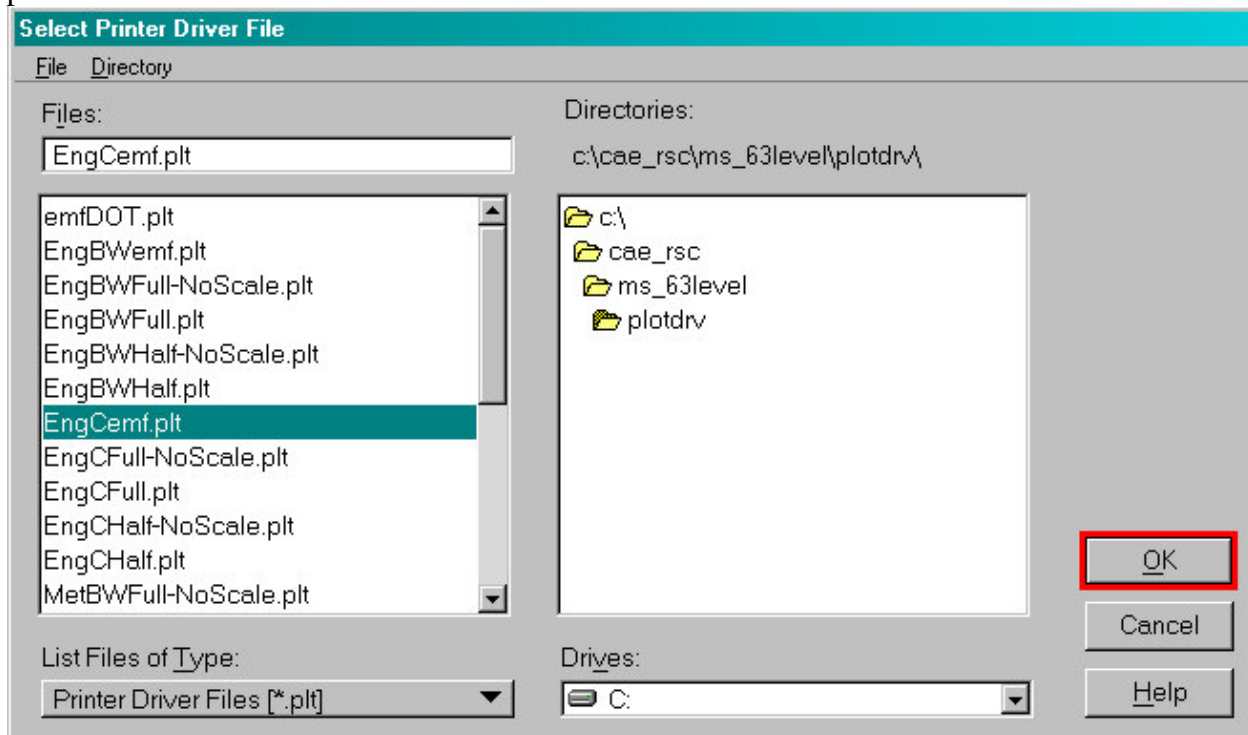 Select Printer Driver File
File Directory
Files:
EngCemf.plt
emfDOT.plt
EngBWemf.plt
EngBWFull-NoScale.plt
EngBWFull.plt
EngBWHalf-NoScale.plt
EngBWHalf.plt
EngCemf.plt
EngCFull-NoScale.plt
EngCFull.plt
EngCHalf-NoScale.plt
EngCHalf.plt
MetBWFull-NoScale.plt
List Files of Type:
Printer Driver Files [*.plt]
Directories:
c:\cae_rsc\ms_63level\plotdrv\
c:\
cae_rsc
ms_63level
plotdrv
Drives:
C:
OK
Cancel
Help